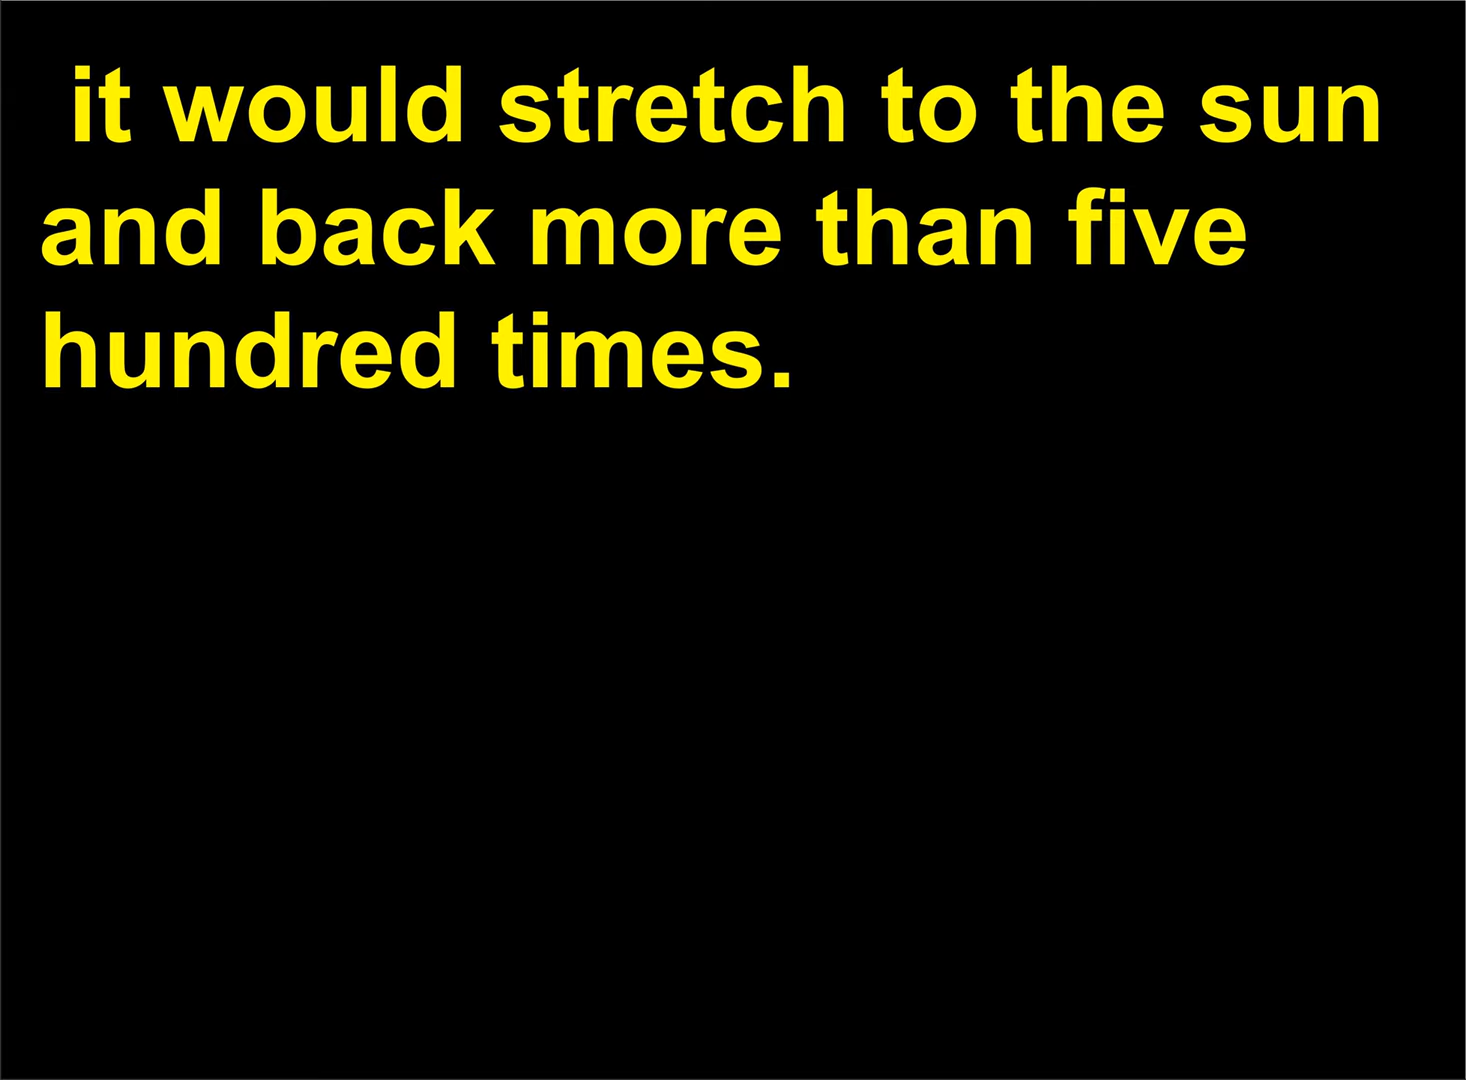 it would stretch to the sun
and back more than five
hundred times.